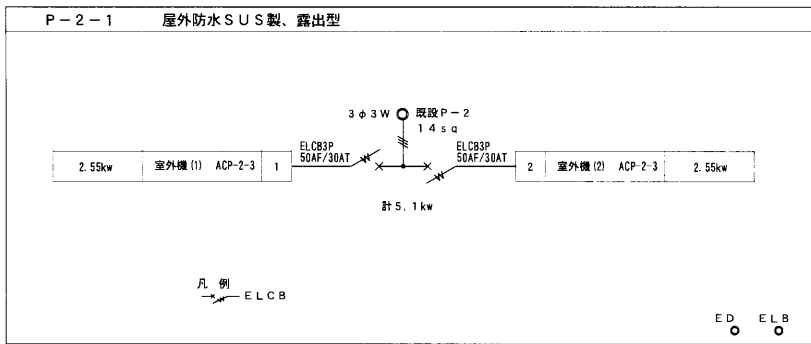 P-2-1 屋外防水SUS製、露出型
3φ3W 既設P-2
14sq
ELCB3P
50AF/30AT
ELCB3P
50AF/30AT
2.55kw 室外機(1) ACP-2-3 1
2 室外機(2) ACP-2-3 2.55kw
計5.1kw
凡 例
ELCB
ED ELB